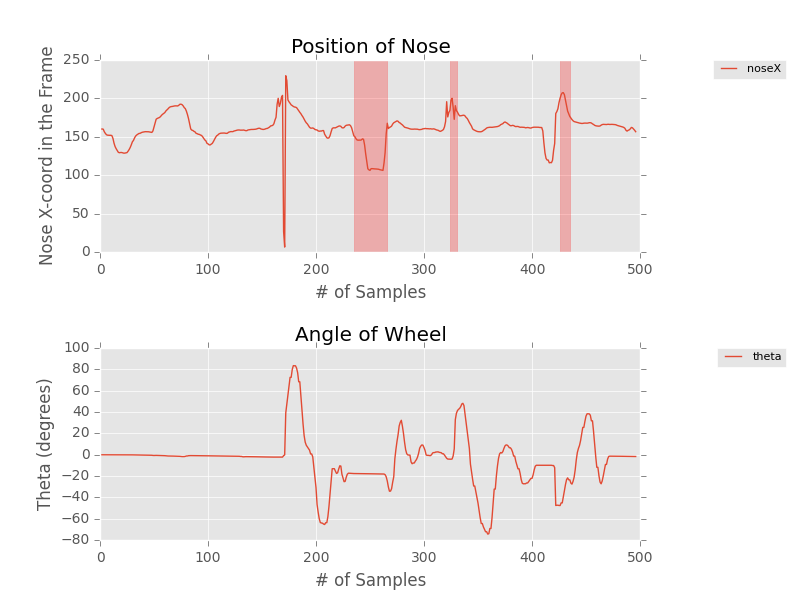 Position of Nose
Nose X-coord in the Frame
250
200
150
100
50
0
0 100 200 300 400 500
# of Samples
noseX
Angle of Wheel
Theta (degrees)
100
80
60
40
20
0
−20
−40
−60
−80
0 100 200 300 400 500
# of Samples
theta